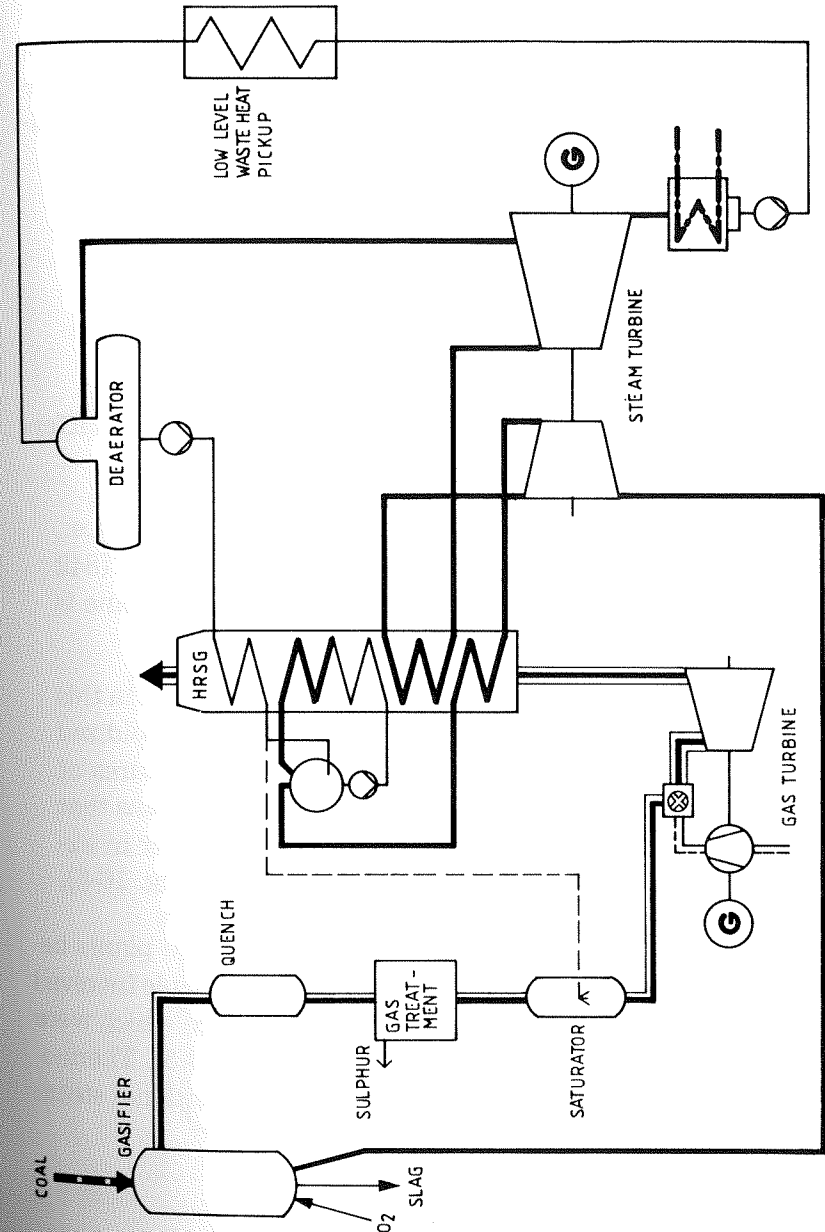 COAL
GASIFIER
O2
SLAG
QUENCH
SULPHUR
GAS
TREAT-
MENT
SATURATOR
G
GAS TURBINE
HRSG
DEAERATOR
STEAM TURBINE
G
LOW LEVEL
WASTE HEAT
PICKUP